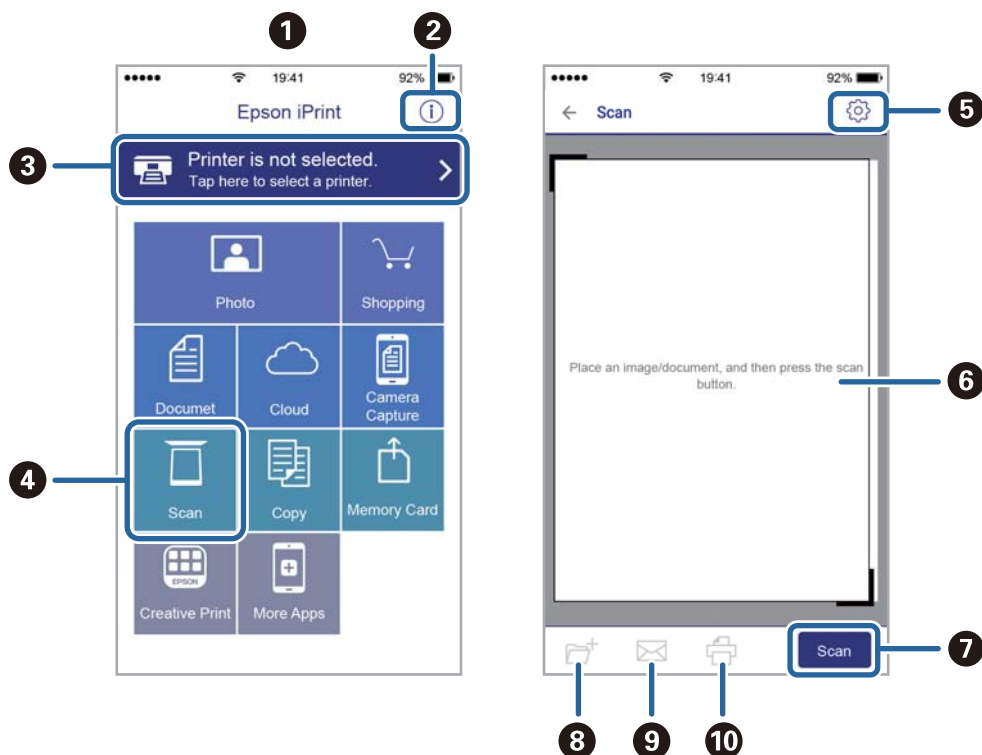 1
2
19:41
92%
Epson iPrint
i
3
Printer is not selected.
Tap here to select a printer.
Photo
Shopping
Documet
Cloud
Camera
Capture
4
Scan
Copy
Memory Card
EPSON
Creative Print
More Apps
19:41
92%
Scan
5
Place an image/document, and then press the scan
button.
6
Scan
7
8
9
10